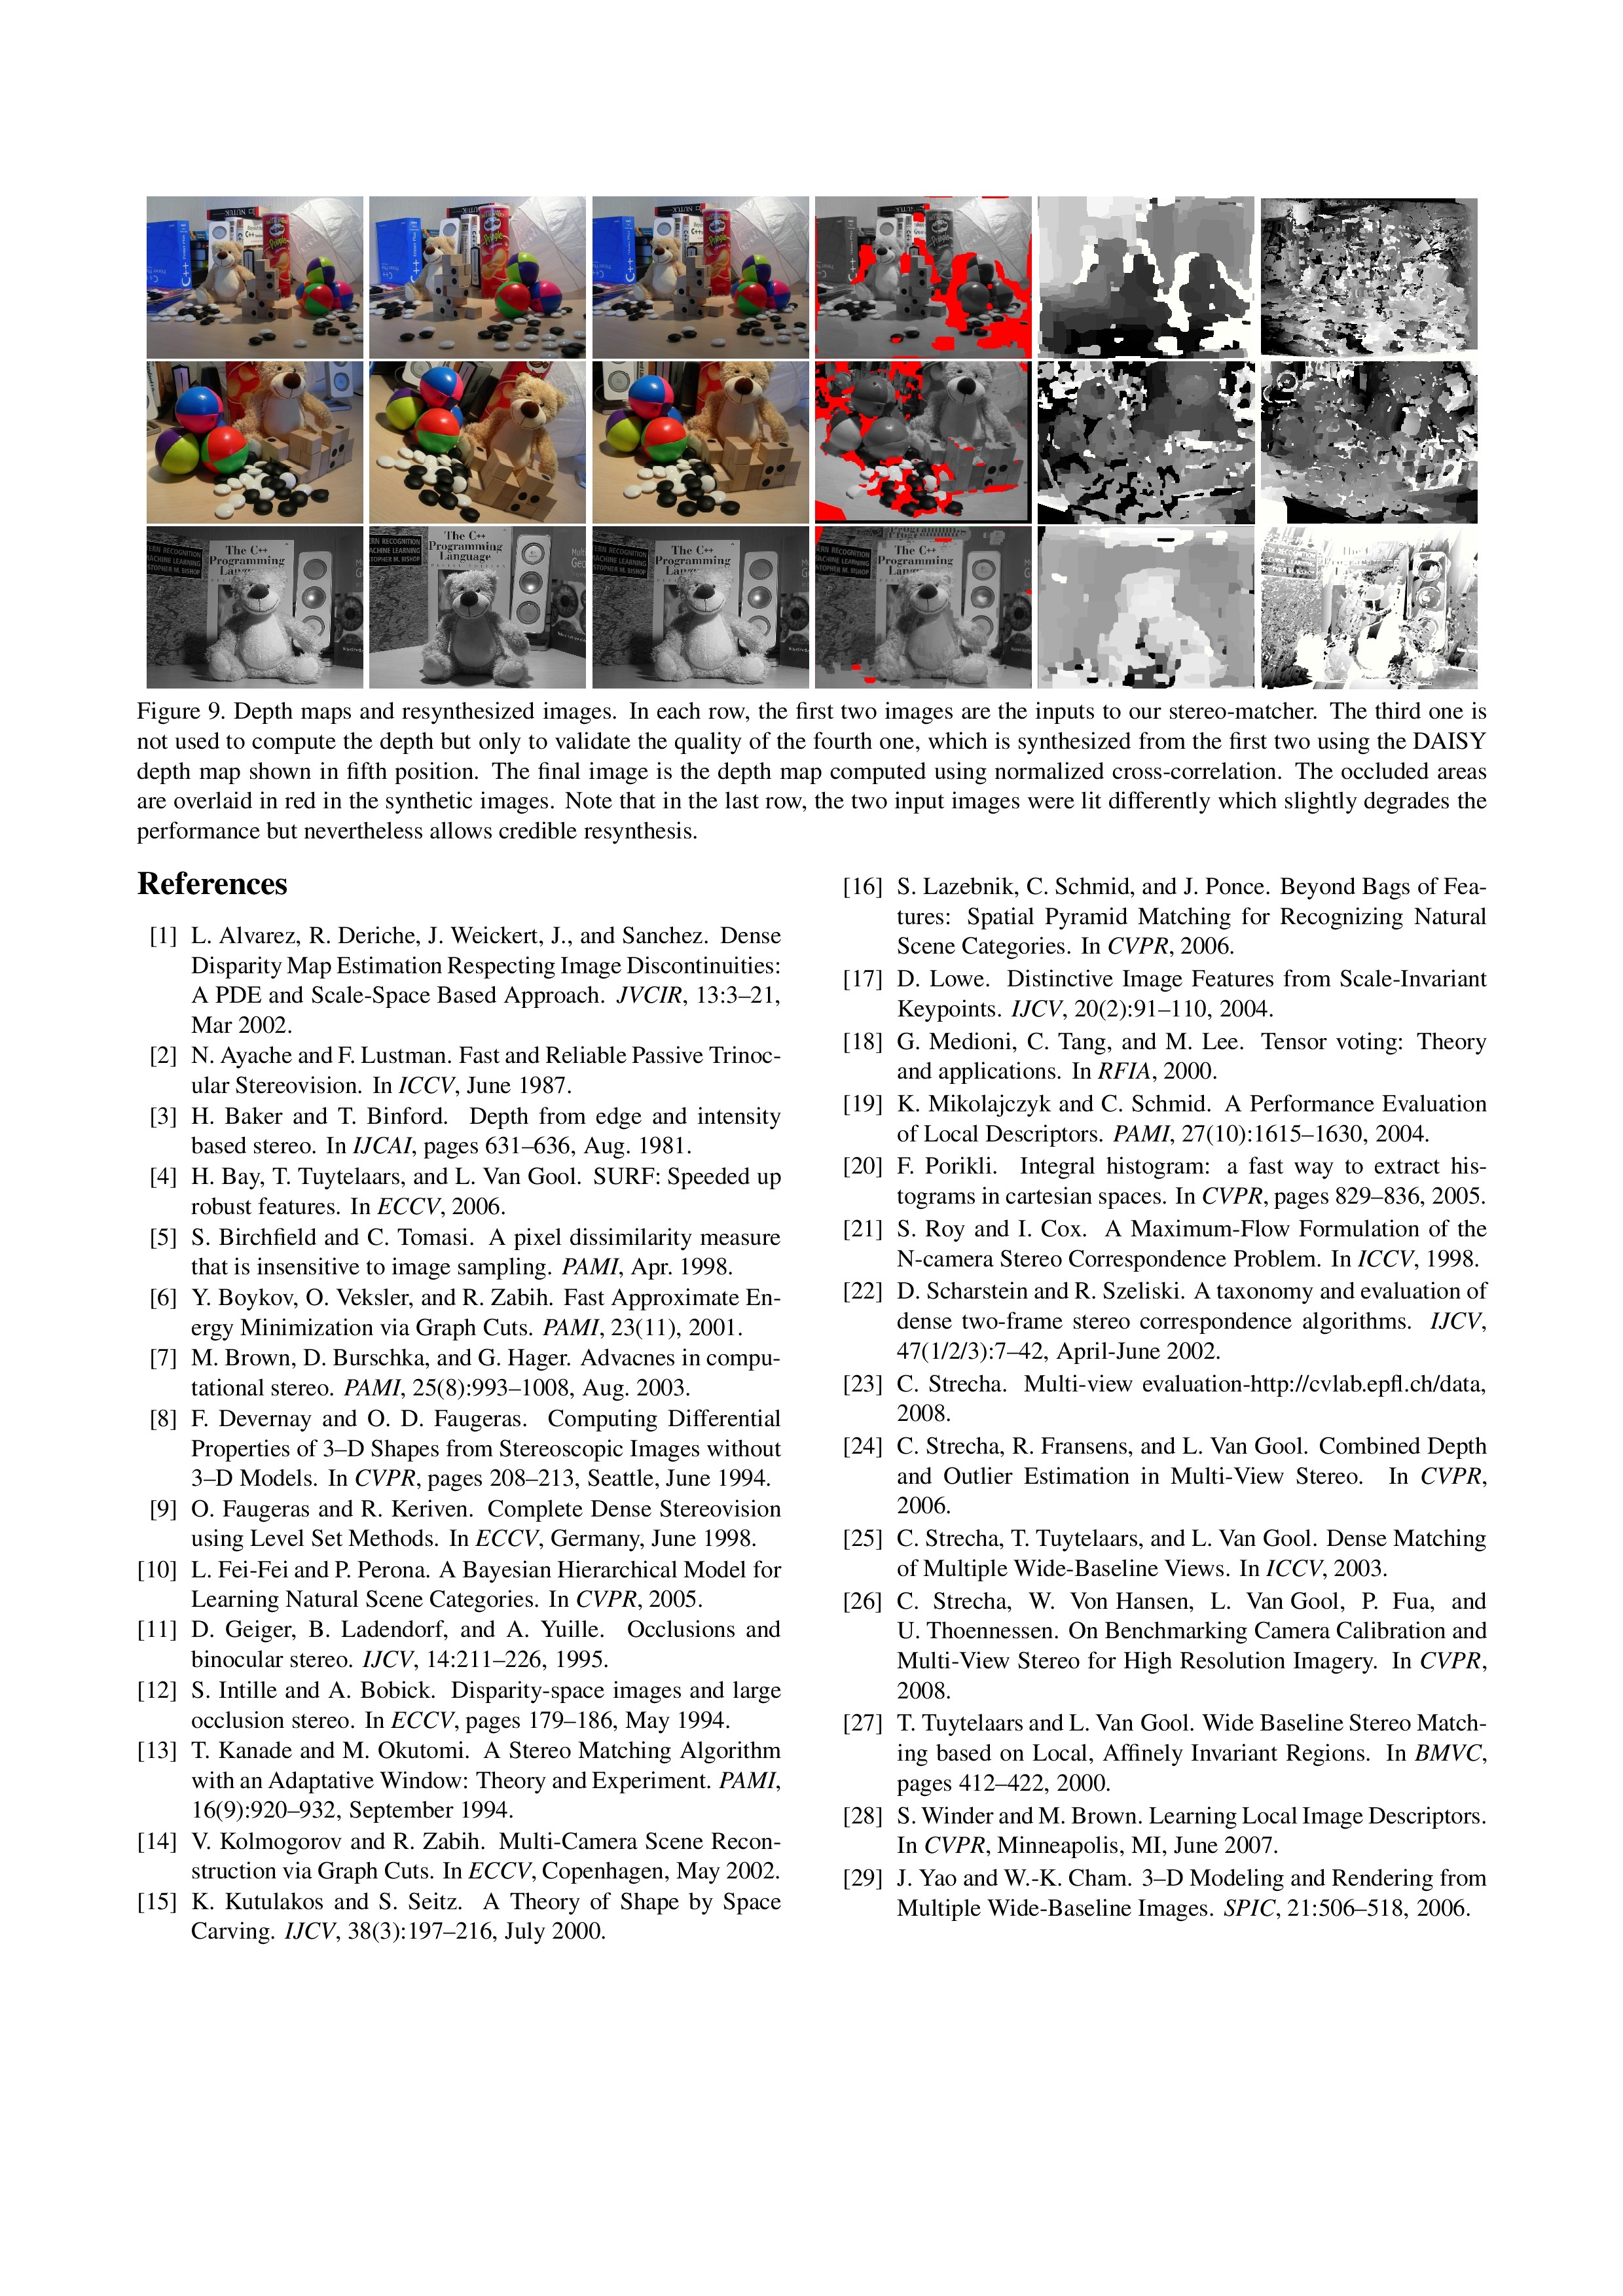 NUTUK
Pringles
C++
NUTUK
Pringles
C++
NUTUK
Pringles
C++
The C++
Programming
Language
The C++
Programming
Language
The C++
Programming
The C++
Programming
Figure 9. Depth maps and resynthesized images. In each row, the first two images are the inputs to our stereo-matcher. The third one is
not used to compute the depth but only to validate the quality of the fourth one, which is synthesized from the first two using the DAISY
depth map shown in fifth position. The final image is the depth map computed using normalized cross-correlation. The occluded areas
are overlaid in red in the synthetic images. Note that in the last row, the two input images were lit differently which slightly degrades the
performance but nevertheless allows credible resynthesis.
References
[1] L. Alvarez, R. Deriche, J. Weickert, J., and Sanchez. Dense
Disparity Map Estimation Respecting Image Discontinuities:
A PDE and Scale-Space Based Approach. JVCIR, 13:3–21,
Mar 2002.
[2] N. Ayache and F. Lustman. Fast and Reliable Passive Trinoc-
ular Stereovision. In ICCV, June 1987.
[3] H. Baker and T. Binford. Depth from edge and intensity
based stereo. In IJCAI, pages 631–636, Aug. 1981.
[4] H. Bay, T. Tuytelaars, and L. Van Gool. SURF: Speeded up
robust features. In ECCV, 2006.
[5] S. Birchfield and C. Tomasi. A pixel dissimilarity measure
that is insensitive to image sampling. PAMI, Apr. 1998.
[6] Y. Boykov, O. Veksler, and R. Zabih. Fast Approximate En-
ergy Minimization via Graph Cuts. PAMI, 23(11), 2001.
[7] M. Brown, D. Burschka, and G. Hager. Advacnes in compu-
tational stereo. PAMI, 25(8):993–1008, Aug. 2003.
[8] F. Devernay and O. D. Faugeras. Computing Differential
Properties of 3–D Shapes from Stereoscopic Images without
3–D Models. In CVPR, pages 208–213, Seattle, June 1994.
[9] O. Faugeras and R. Keriven. Complete Dense Stereovision
using Level Set Methods. In ECCV, Germany, June 1998.
[10] L. Fei-Fei and P. Perona. A Bayesian Hierarchical Model for
Learning Natural Scene Categories. In CVPR, 2005.
[11] D. Geiger, B. Ladendorf, and A. Yuille. Occlusions and
binocular stereo. IJCV, 14:211–226, 1995.
[12] S. Intille and A. Bobick. Disparity-space images and large
occlusion stereo. In ECCV, pages 179–186, May 1994.
[13] T. Kanade and M. Okutomi. A Stereo Matching Algorithm
with an Adaptative Window: Theory and Experiment. PAMI,
16(9):920–932, September 1994.
[14] V. Kolmogorov and R. Zabih. Multi-Camera Scene Recon-
struction via Graph Cuts. In ECCV, Copenhagen, May 2002.
[15] K. Kutulakos and S. Seitz. A Theory of Shape by Space
Carving. IJCV, 38(3):197–216, July 2000.
[16] S. Lazebnik, C. Schmid, and J. Ponce. Beyond Bags of Fea-
tures: Spatial Pyramid Matching for Recognizing Natural
Scene Categories. In CVPR, 2006.
[17] D. Lowe. Distinctive Image Features from Scale-Invariant
Keypoints. IJCV, 20(2):91–110, 2004.
[18] G. Medioni, C. Tang, and M. Lee. Tensor voting: Theory
and applications. In RFIA, 2000.
[19] K. Mikolajczyk and C. Schmid. A Performance Evaluation
of Local Descriptors. PAMI, 27(10):1615–1630, 2004.
[20] F. Porikli. Integral histogram: a fast way to extract his-
tograms in cartesian spaces. In CVPR, pages 829–836, 2005.
[21] S. Roy and I. Cox. A Maximum-Flow Formulation of the
N-camera Stereo Correspondence Problem. In ICCV, 1998.
[22] D. Scharstein and R. Szeliski. A taxonomy and evaluation of
dense two-frame stereo correspondence algorithms. IJCV,
47(1/2/3):7–42, April-June 2002.
[23] C. Strecha. Multi-view evaluation-http://cvlab.epfl.ch/data,
2008.
[24] C. Strecha, R. Fransens, and L. Van Gool. Combined Depth
and Outlier Estimation in Multi-View Stereo. In CVPR,
2006.
[25] C. Strecha, T. Tuytelaars, and L. Van Gool. Dense Matching
of Multiple Wide-Baseline Views. In ICCV, 2003.
[26] C. Strecha, W. Von Hansen, L. Van Gool, P. Fua, and
U. Thoennessen. On Benchmarking Camera Calibration and
Multi-View Stereo for High Resolution Imagery. In CVPR,
2008.
[27] T. Tuytelaars and L. Van Gool. Wide Baseline Stereo Match-
ing based on Local, Affinely Invariant Regions. In BMVC,
pages 412–422, 2000.
[28] S. Winder and M. Brown. Learning Local Image Descriptors.
In CVPR, Minneapolis, MI, June 2007.
[29] J. Yao and W.-K. Cham. 3–D Modeling and Rendering from
Multiple Wide-Baseline Images. SPIC, 21:506–518, 2006.